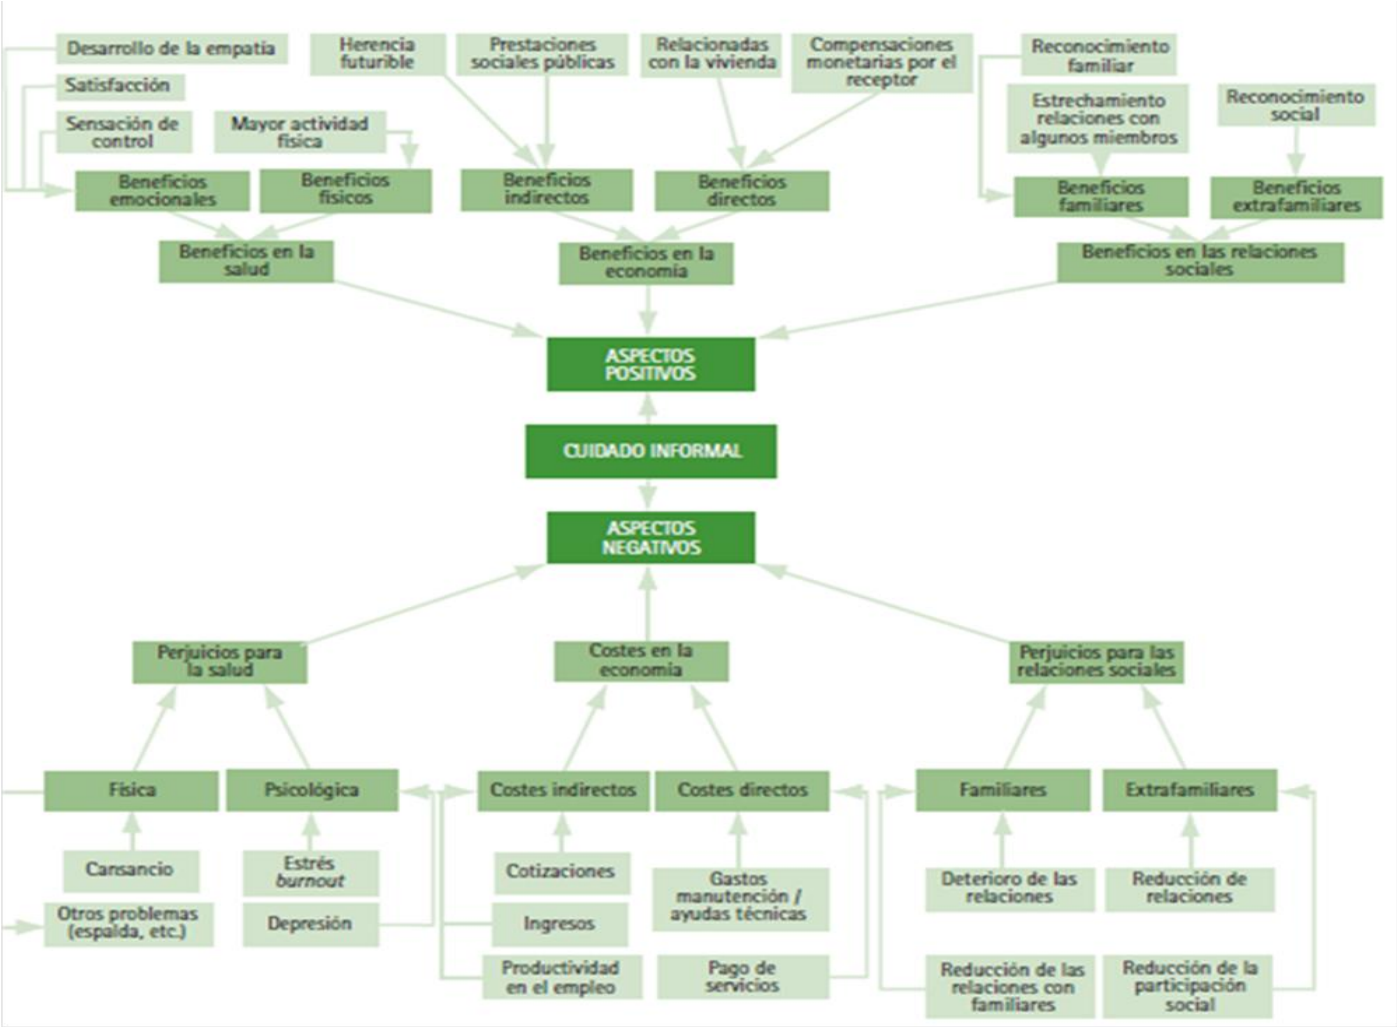 Desarrollo de la empatía
Satisfacción
Sensación de
control
Mayor actividad
física
Herencia
futurible
Prestaciones
sociales públicas
Relacionadas
con la vivienda
Compensaciones
monetarias por el
receptor
Reconocimiento
familiar
Estrechamiento
relaciones con
algunos miembros
Reconocimiento
social
Beneficios
emocionales
Beneficios
físicos
Beneficios
indirectos
Beneficios
directos
Beneficios
familiares
Beneficios
extrafamiliares
Beneficios en la
salud
Beneficios en la
economía
Beneficios en las relaciones
sociales
ASPECTOS
POSITIVOS
CUIDADO INFORMAL
ASPECTOS
NEGATIVOS
Perjuicios para
la salud
Costes en la
economía
Perjuicios para las
relaciones sociales
Física
Psicológica
Costes indirectos
Costes directos
Familiares
Extrafamiliares
Cansancio
Otros problemas
(espalda, etc.)
Estrés
burnout
Depresión
Cotizaciones
Ingresos
Productividad
en el empleo
Gastos
manutención /
ayudas técnicas
Pago de
servicios
Deterioro de las
relaciones
Reducción de las
relaciones con
familiares
Reducción de
relaciones
Reducción de la
participación
social